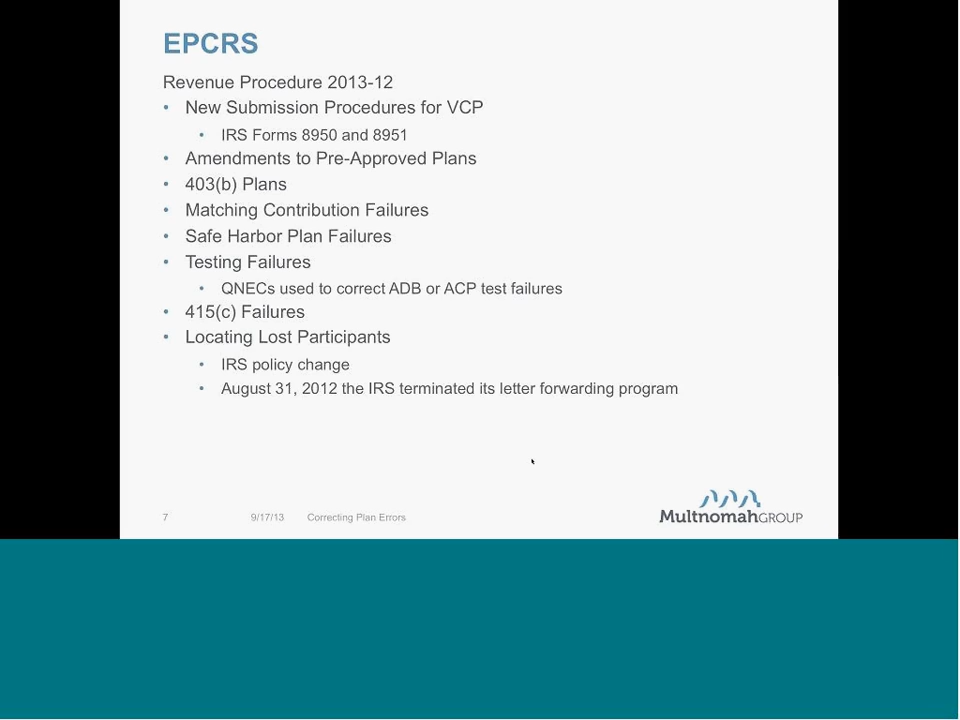 EPCRS
Revenue Procedure 2013-12
• New Submission Procedures for VCP
• IRS Forms 8950 and 8951
• Amendments to Pre-Approved Plans
• 403(b) Plans
• Matching Contribution Failures
• Safe Harbor Plan Failures
• Testing Failures
• QNECs used to correct ADB or ACP test failures
• 415(c) Failures
• Locating Lost Participants
• IRS policy change
• August 31, 2012 the IRS terminated its letter forwarding program
7 9/17/13 Correcting Plan Errors
MultnomahGROUP